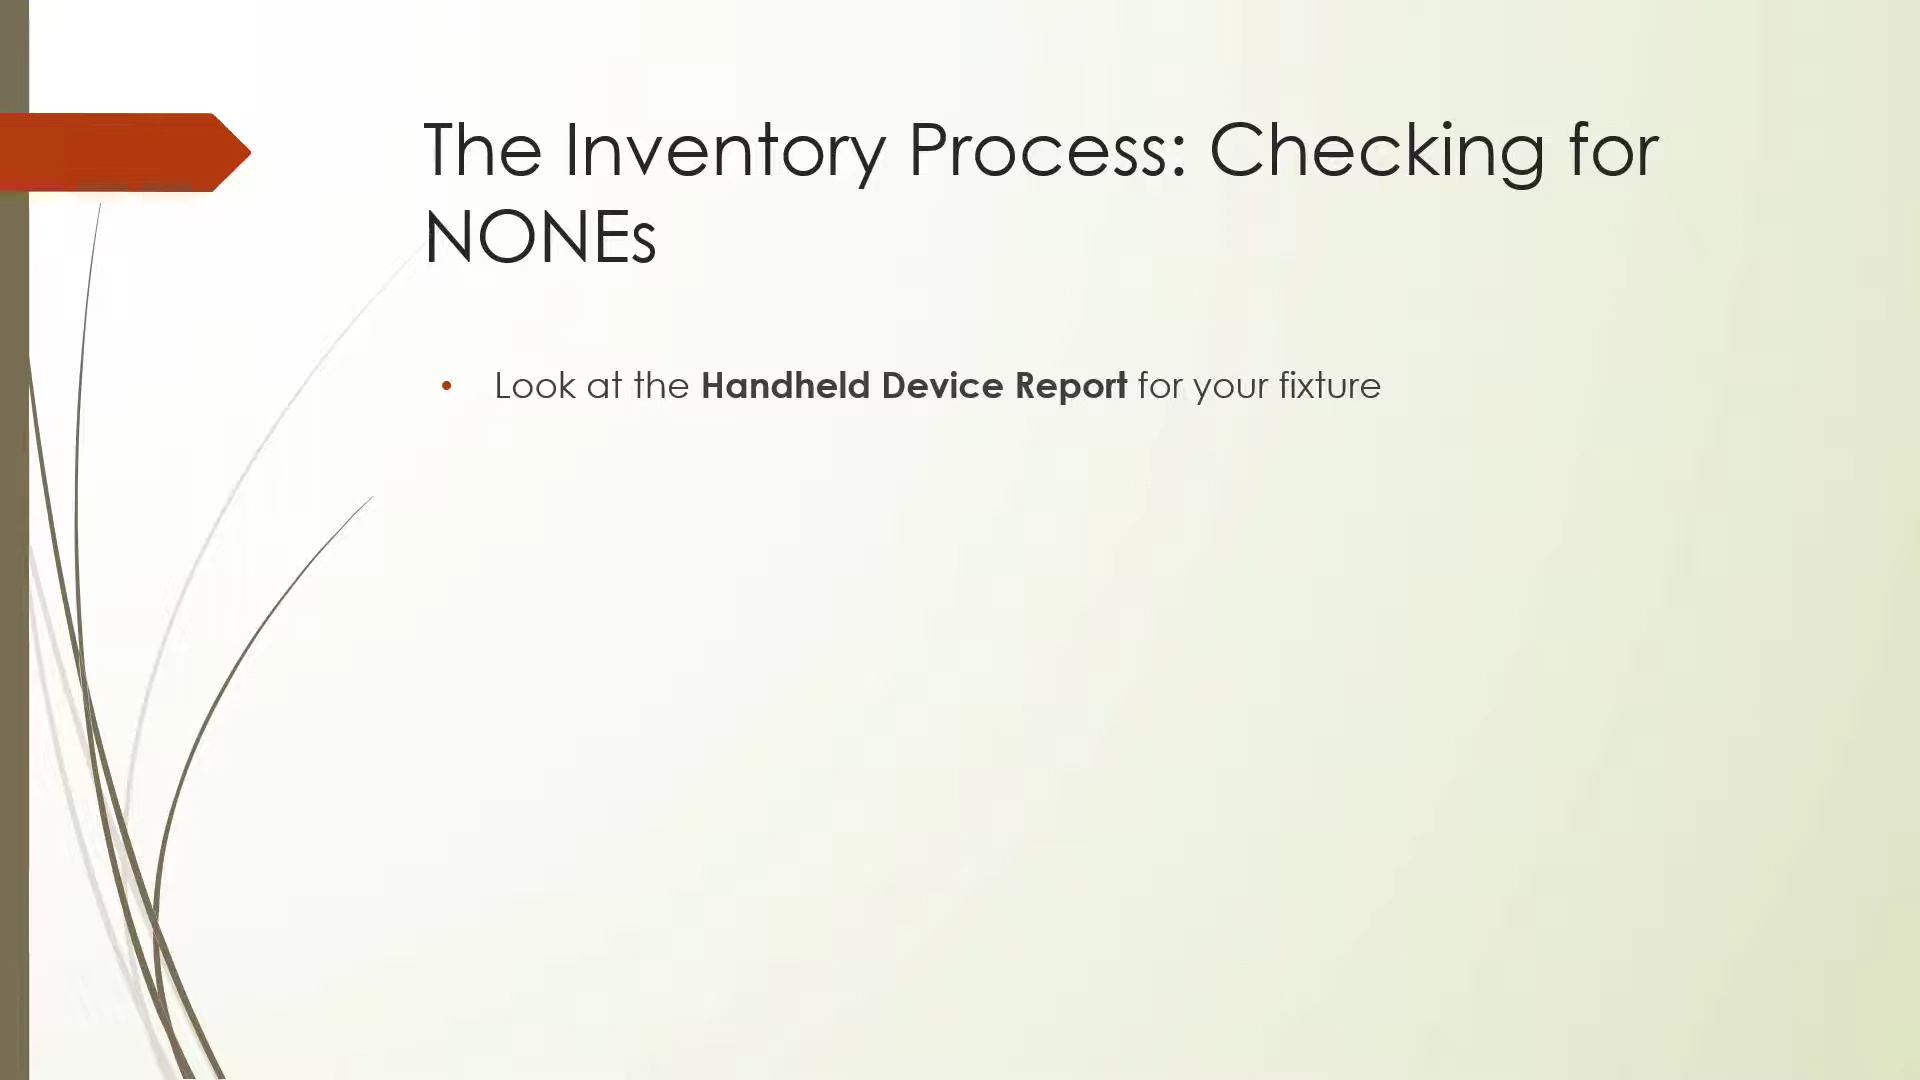 The Inventory Process: Checking for
NONEs
• Look at the Handheld Device Report for your fixture